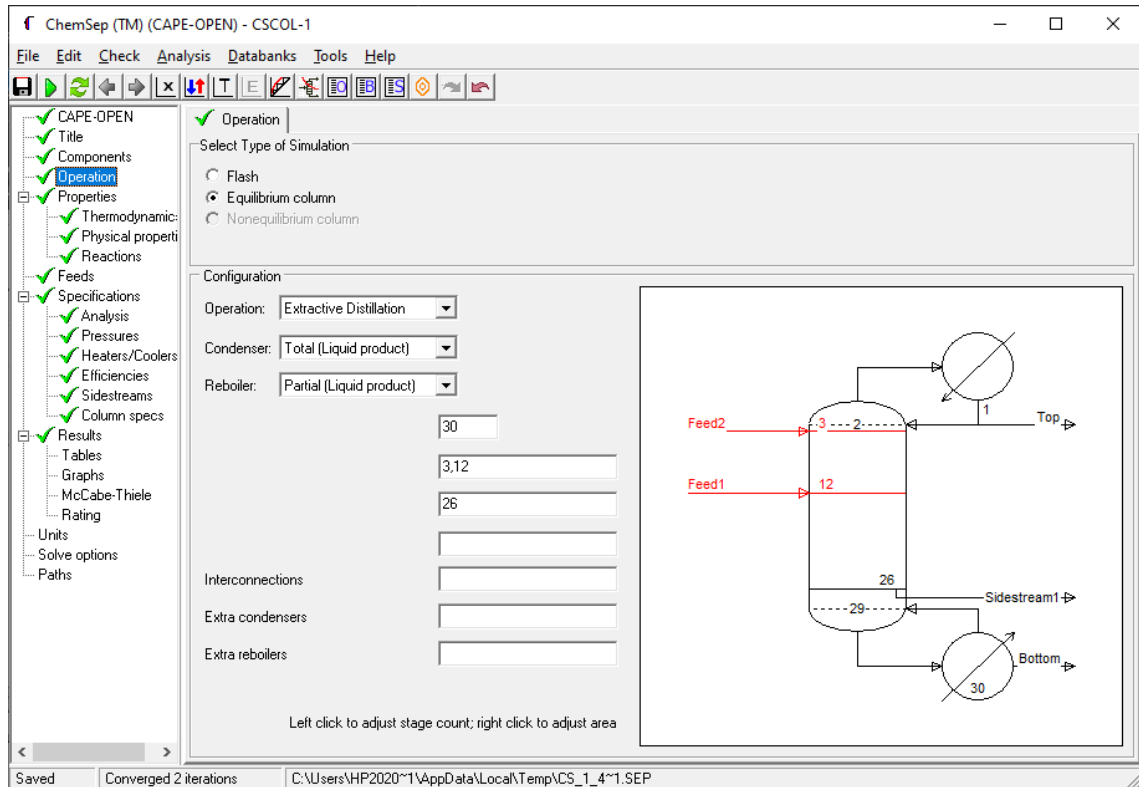 ChemSep (TM) (CAPE-OPEN) - CSCOL-1
File Edit Check Analysis Databanks Tools Help
CAPE-OPEN
Title
Components
Operation
Properties
Thermodynamic
Physical properti
Reactions
Feeds
Specifications
Analysis
Pressures
Heaters/Coolers
Efficiencies
Sidestreams
Column specs
Results
Tables
Graphs
McCabe-Thiele
Rating
Units
Solve options
Paths
Operation
Select Type of Simulation
Flash
Equilibrium column
Nonequilibrium column
Configuration
Operation: Extractive Distillation
Condenser: Total (Liquid product)
Reboiler: Partial (Liquid product)
30
3,12
26
Interconnections
Extra condensers
Extra reboilers
Left click to adjust stage count; right click to adjust area
1
Top
Feed2
3
2
Feed1
12
26
Sidestream1
29
Bottom
30
Saved Converged 2 iterations C:\Users\HP2020~1\AppData\Local\Temp\CS_1_4~1.SEP